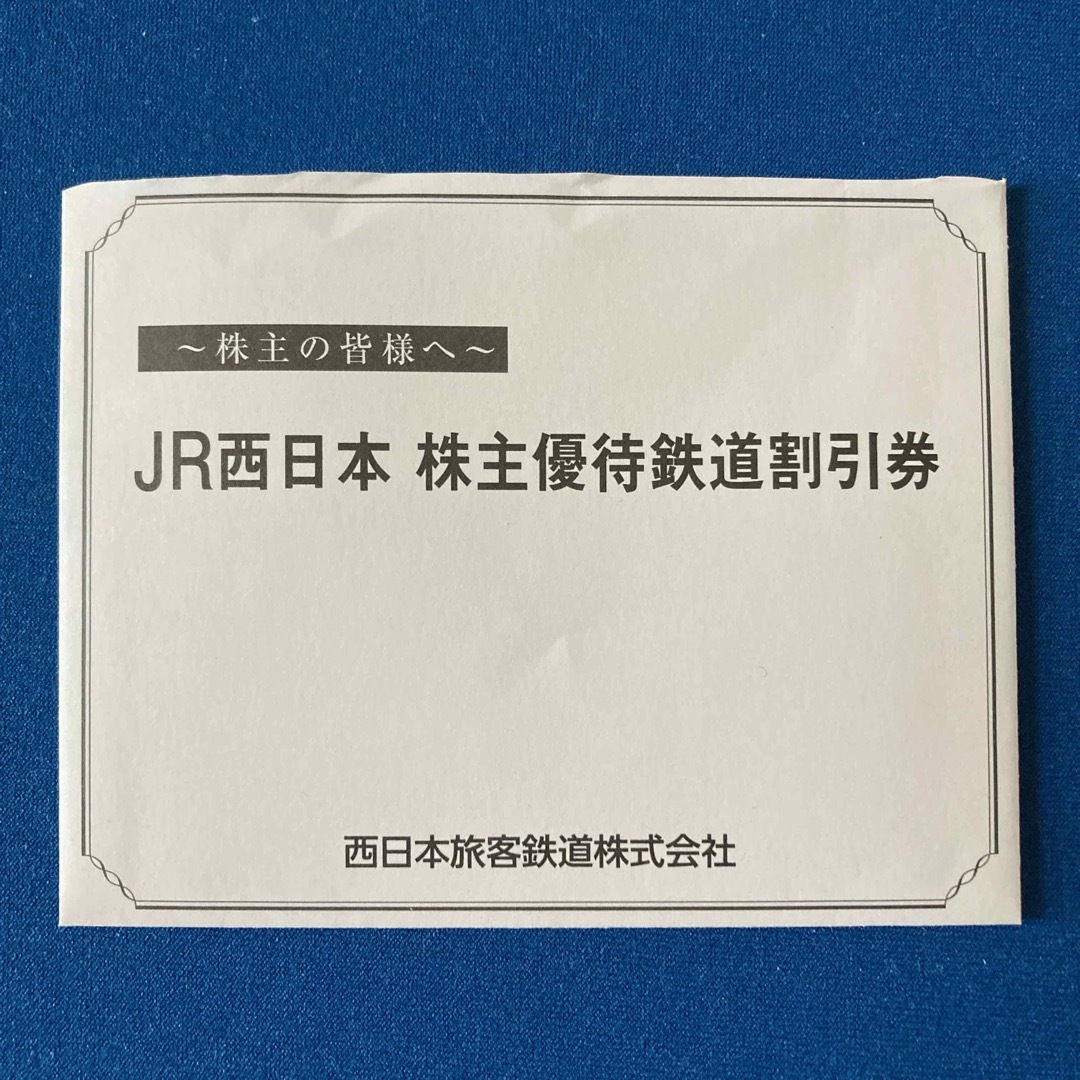 ～株主の皆様へ～
JR西日本 株主優待鉄道割引券
西日本旅客鉄道株式会社